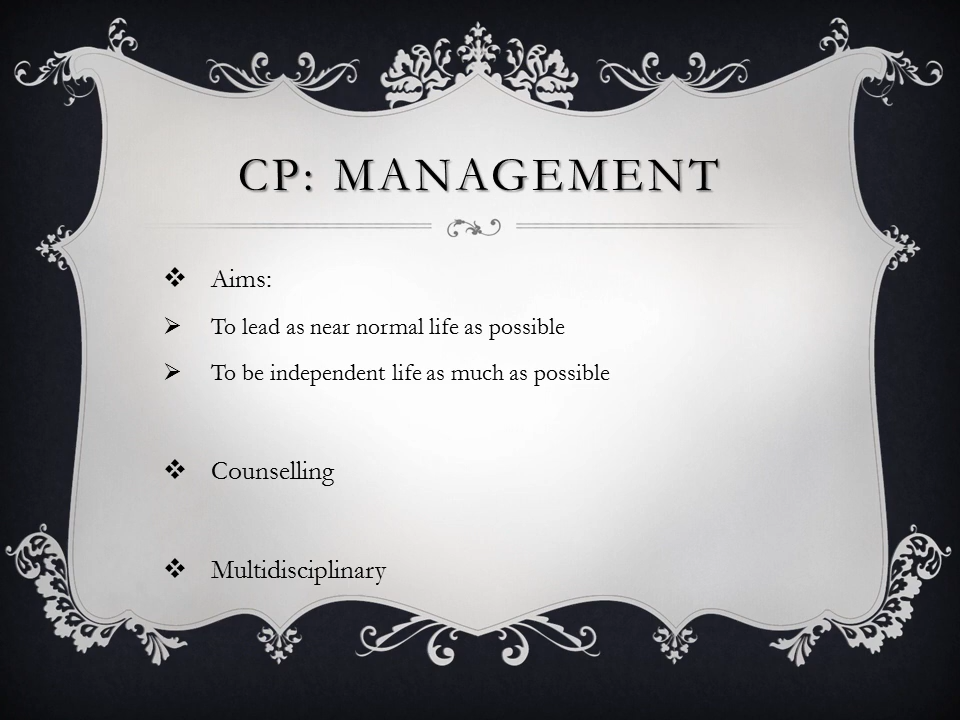 CP: MANAGEMENT
❖ Aims:
➢ To lead as near normal life as possible
➢ To be independent life as much as possible
❖ Counselling
❖ Multidisciplinary